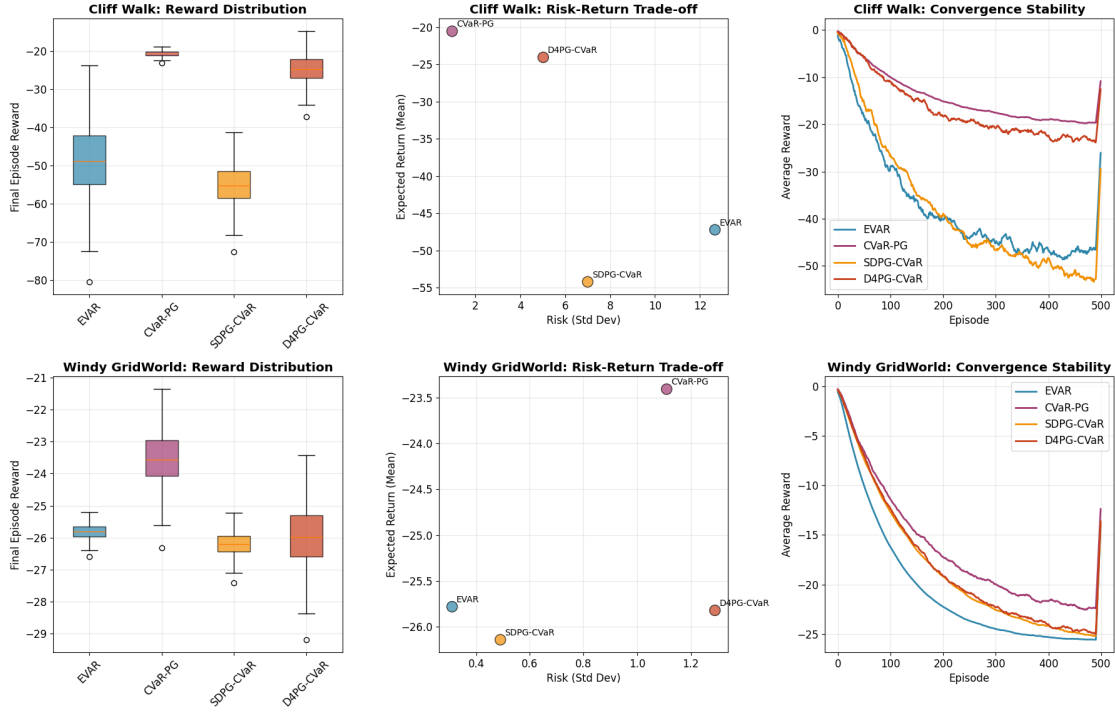 Cliff Walk: Reward Distribution
Final Episode Reward
−20
−30
−40
−50
−60
−70
−80
EVAR
CVaR-PG
SDPG-CVaR
D4PG-CVaR
Cliff Walk: Risk-Return Trade-off
Expected Return (Mean)
−20
−25
−30
−35
−40
−45
−50
−55
CVaR-PG
D4PG-CVaR
EVAR
SDPG-CVaR
2
4
6
8
10
12
Risk (Std Dev)
Cliff Walk: Convergence Stability
Average Reward
0
−10
−20
−30
−40
−50
EVAR
CVaR-PG
SDPG-CVaR
D4PG-CVaR
0
100
200
300
400
500
Episode
Windy GridWorld: Reward Distribution
Final Episode Reward
−21
−22
−23
−24
−25
−26
−27
−28
−29
EVAR
CVaR-PG
SDPG-CVaR
D4PG-CVaR
Windy GridWorld: Risk-Return Trade-off
Expected Return (Mean)
−23.5
−24.0
−24.5
−25.0
−25.5
−26.0
CVaR-PG
EVAR
D4PG-CVaR
SDPG-CVaR
0.4
0.6
0.8
1.0
1.2
Risk (Std Dev)
Windy GridWorld: Convergence Stability
Average Reward
0
−5
−10
−15
−20
−25
EVAR
CVaR-PG
SDPG-CVaR
D4PG-CVaR
0
100
200
300
400
500
Episode